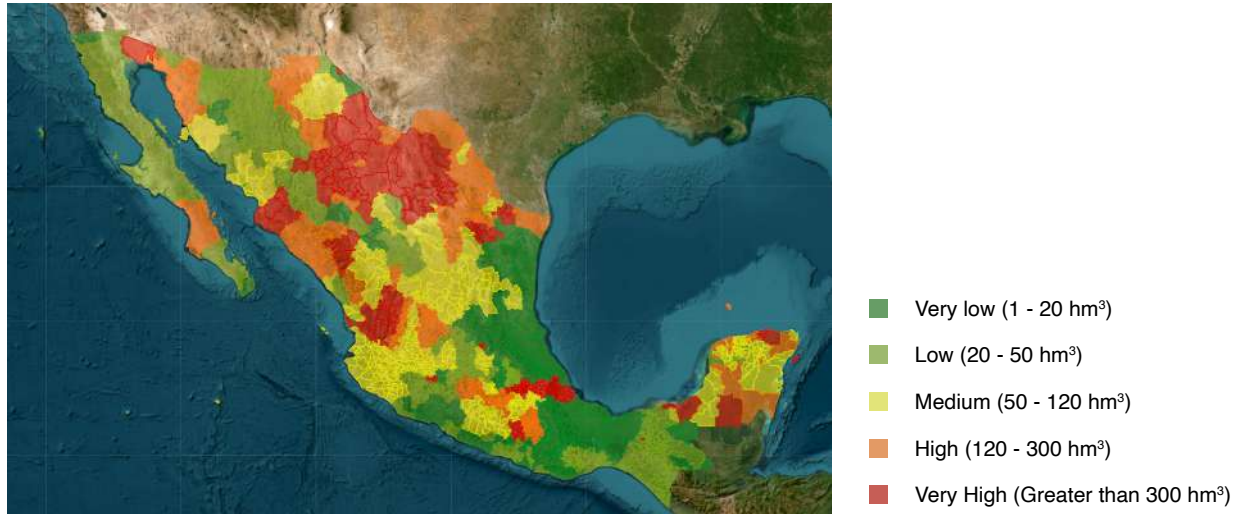 Very low (1 - 20 hm³)
Low (20 - 50 hm³)
Medium (50 - 120 hm³)
High (120 - 300 hm³)
Very High (Greater than 300 hm³)